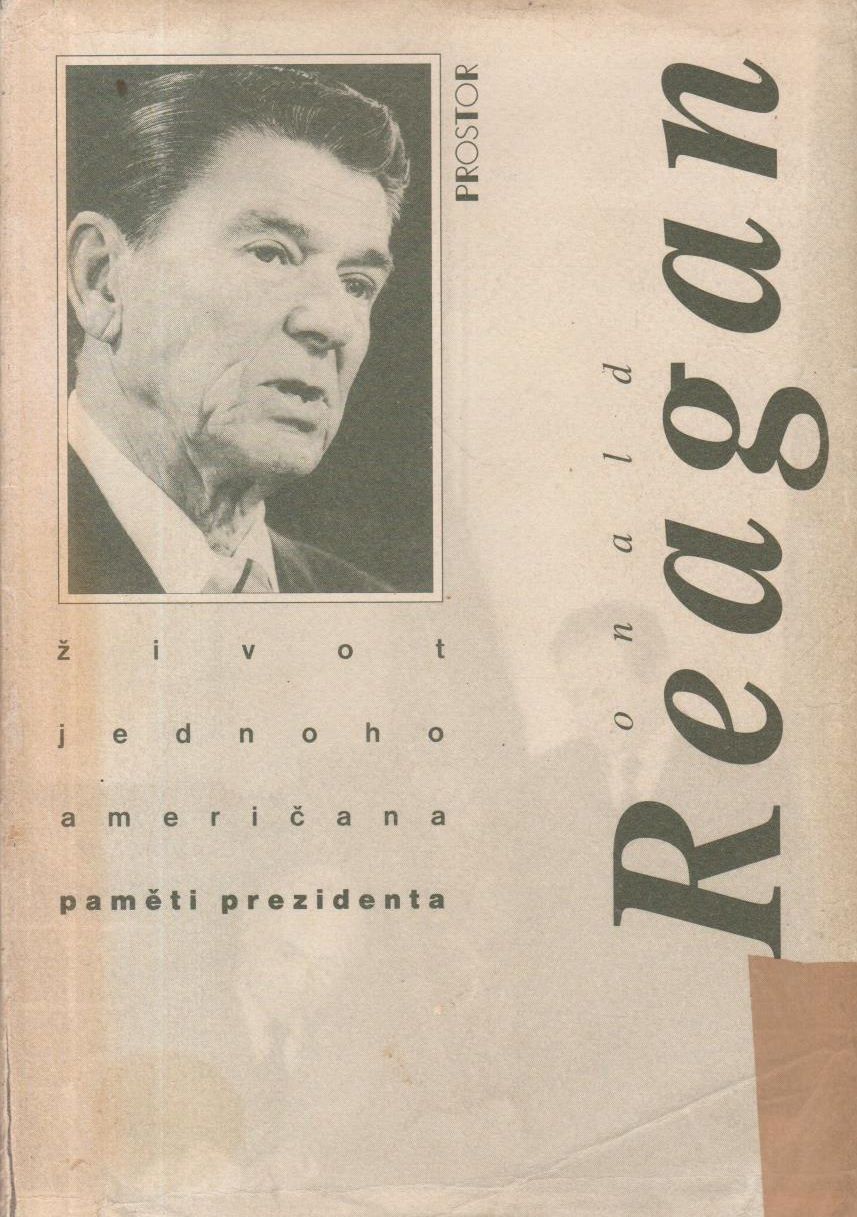 PROSTOR
Ronald
Reagan
život
jednoho
američana
paměti prezidenta